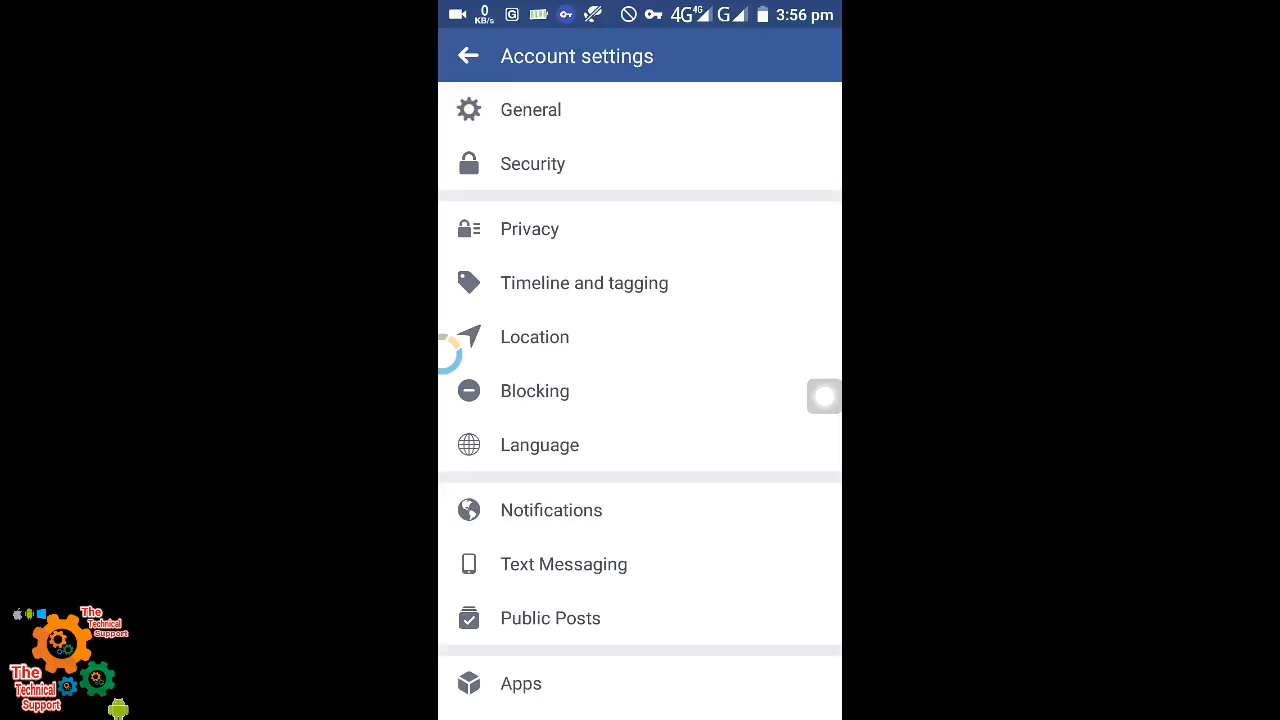 0 KB/s G 4G 4G G 3:56 pm
Account settings
General
Security
Privacy
Timeline and tagging
Location
Blocking
Language
Notifications
Text Messaging
Public Posts
Apps
The
Technical
Support
The
Technical
Support